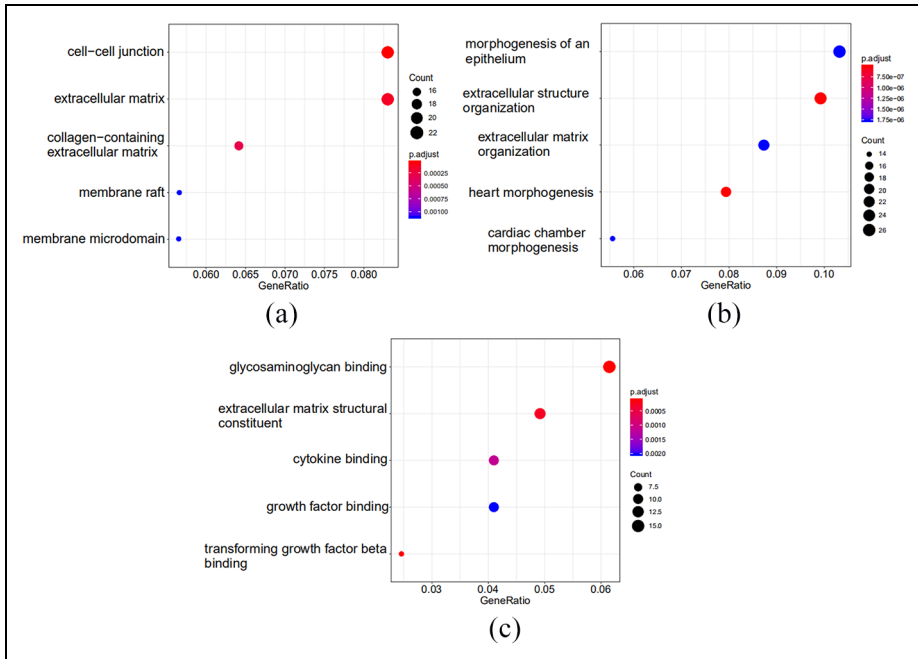 cell−cell junction
extracellular matrix
collagen−containing
extracellular matrix
membrane raft
membrane microdomain
0.060 0.065 0.070 0.075 0.080
GeneRatio
Count
16
18
20
22
p.adjust
0.00025
0.00050
0.00075
0.00100
(a)
morphogenesis of an
epithelium
extracellular structure
organization
extracellular matrix
organization
heart morphogenesis
cardiac chamber
morphogenesis
0.06 0.07 0.08 0.09 0.10
GeneRatio
p.adjust
7.50e−07
1.00e−06
1.25e−06
1.50e−06
1.75e−06
Count
14
16
18
20
22
24
26
(b)
glycosaminoglycan binding
extracellular matrix structural
constituent
cytokine binding
growth factor binding
transforming growth factor beta
binding
0.03 0.04 0.05 0.06
GeneRatio
p.adjust
0.0005
0.0010
0.0015
0.0020
Count
7.5
10.0
12.5
15.0
(c)